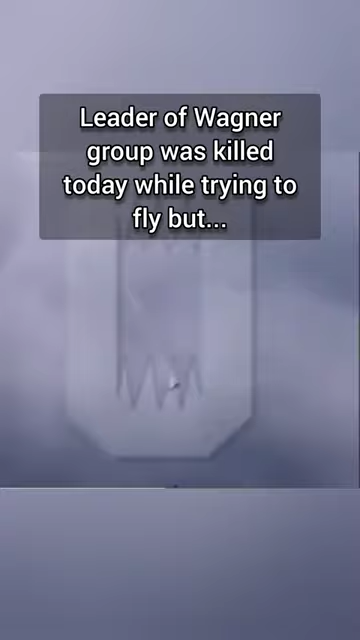 Leader of Wagner
group was killed
today while trying to
fly but...